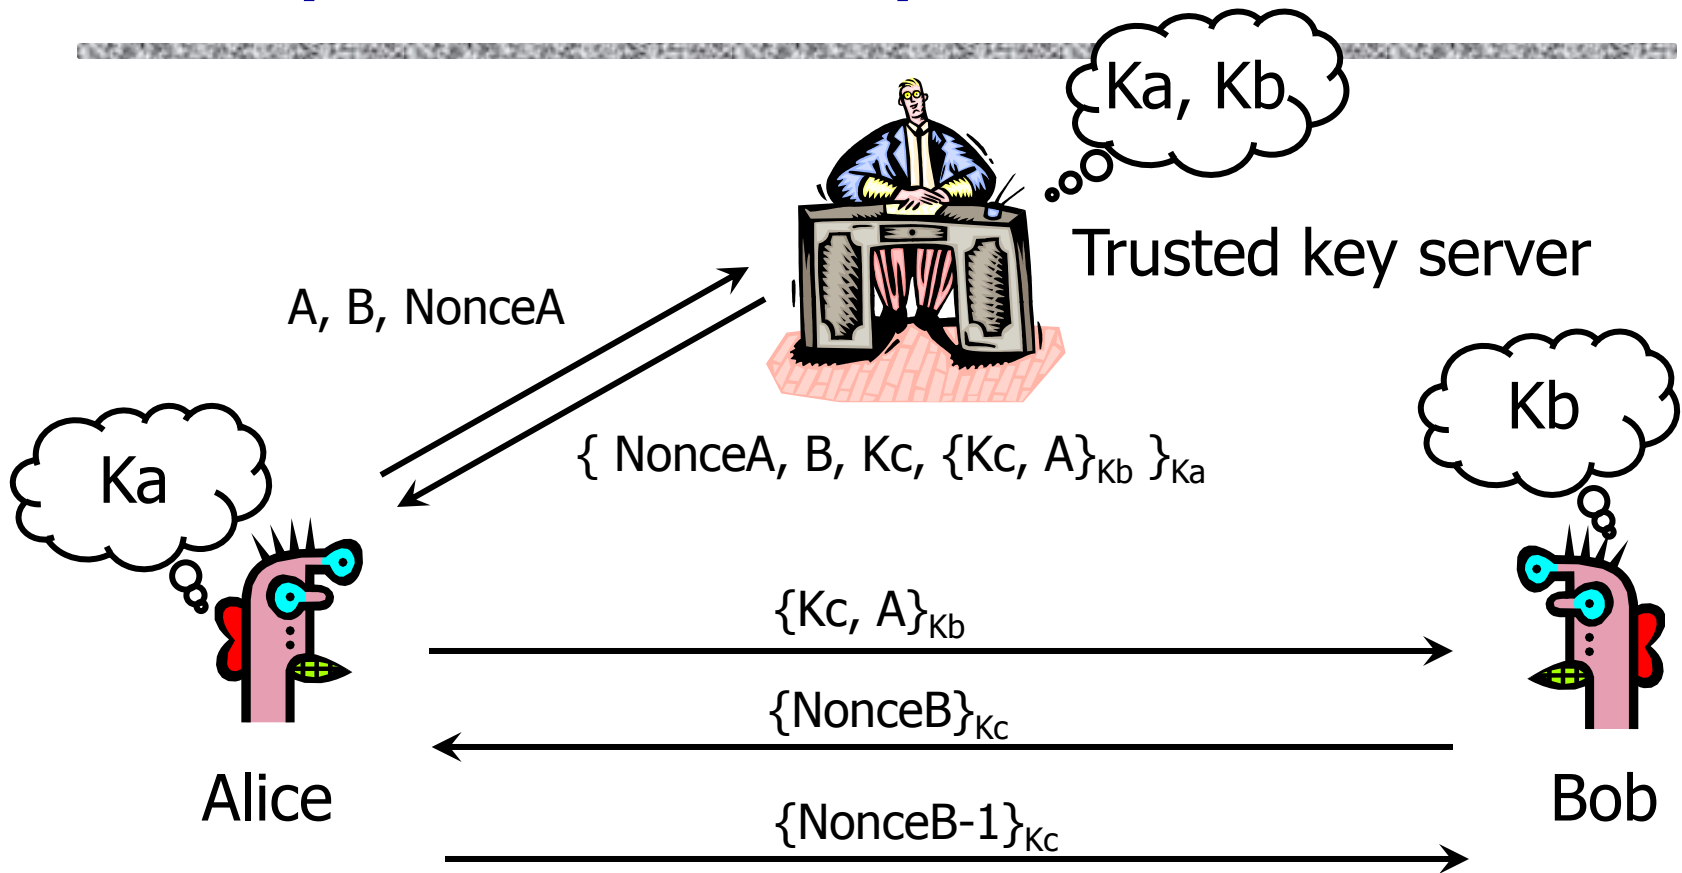 Ka, Kb
Trusted key server
A, B, NonceA
Kb
{ NonceA, B, Kc, {Kc, A}Kb }Ka
Ka
{Kc, A}Kb
{NonceB}Kc
Alice
Bob
{NonceB-1}Kc